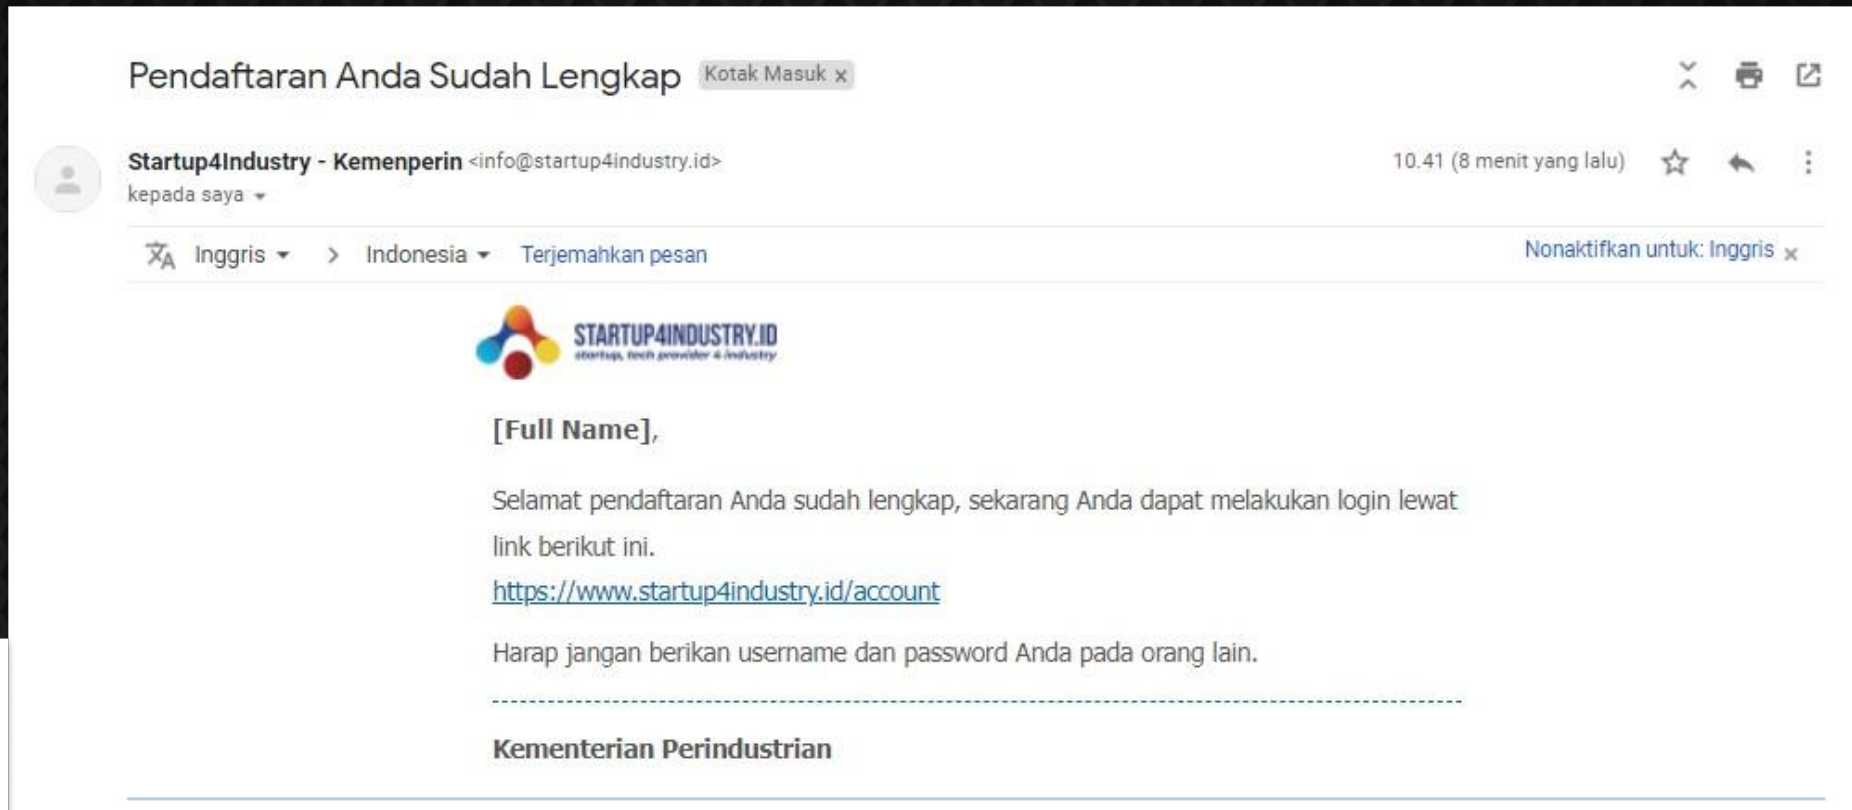 Pendaftaran Anda Sudah Lengkap Kotak Masuk x
Startup4Industry - Kemenperin <info@startup4industry.id> 10.41 (8 menit yang lalu)
kepada saya
Inggris > Indonesia Terjemahkan pesan Nonaktifkan untuk: Inggris x
STARTUP4INDUSTRY.ID
startup, tech provider & industry
[Full Name],
Selamat pendaftaran Anda sudah lengkap, sekarang Anda dapat melakukan login lewat
link berikut ini.
https://www.startup4industry.id/account
Harap jangan berikan username dan password Anda pada orang lain.
Kementerian Perindustrian